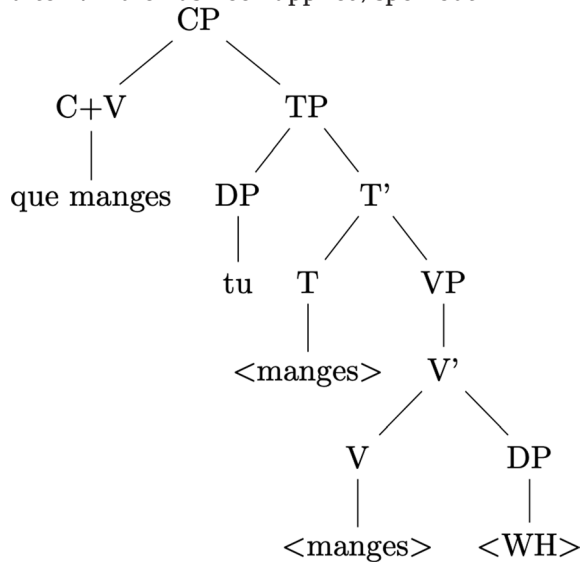 CP
C+V TP
que manges DP T'
tu T VP
<manges> V'
V DP
<manges> <WH>